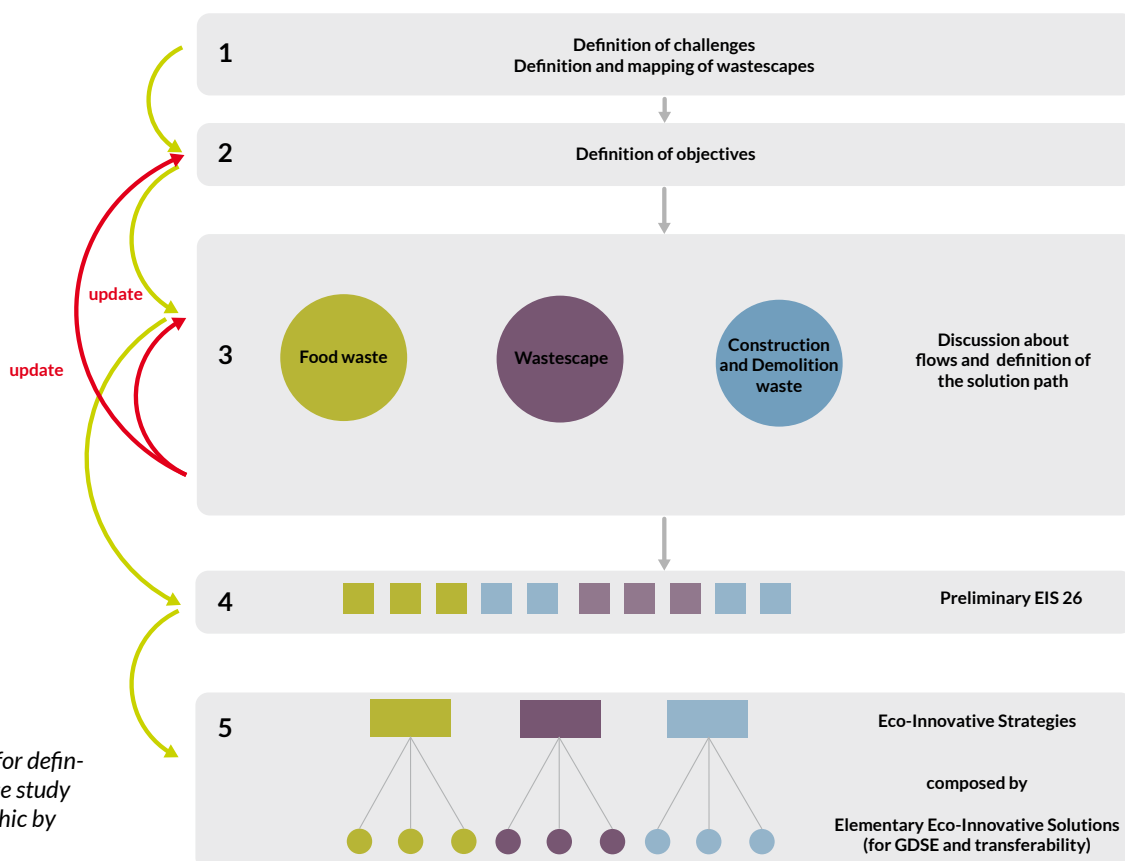 1
Definition of challenges
Definition and mapping of wastescapes
2
Definition of objectives
update
update
3
Food waste
Wastescape
Construction
and Demolition
waste
Discussion about
flows and definition of
the solution path
4
Preliminary EIS 26
5
Eco-Innovative Strategies
composed by
Elementary Eco-Innovative Solutions
(for GDSE and transferability)
for defin-
e study
hic by